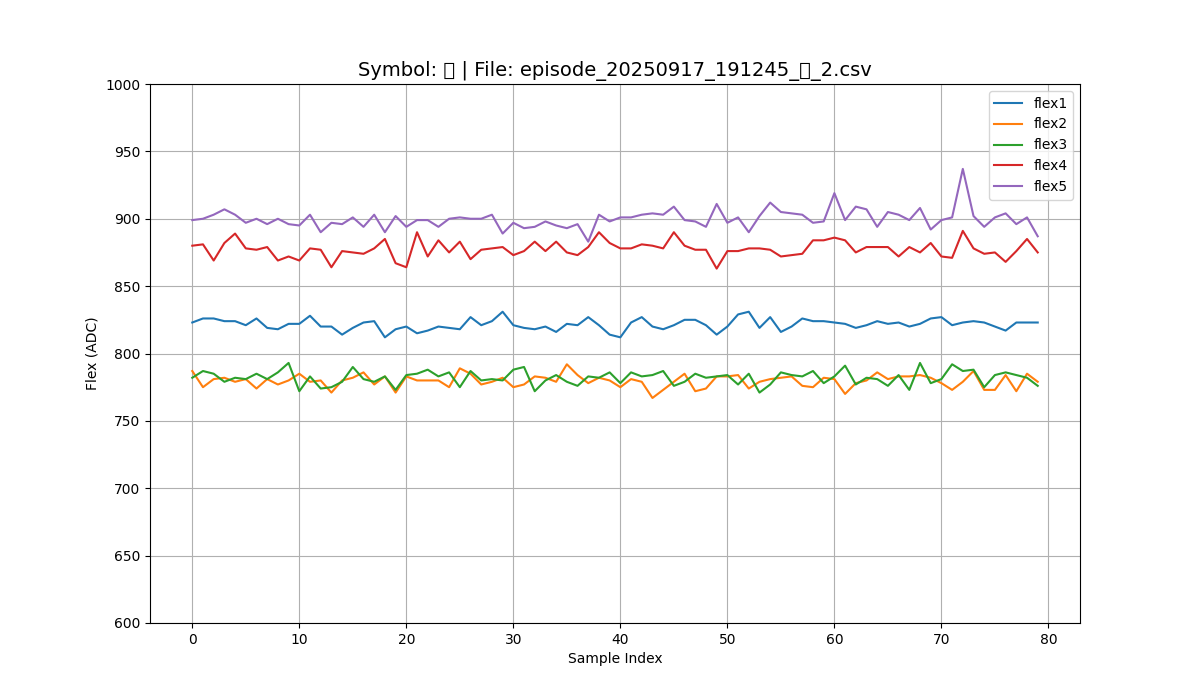 Symbol: ▯ | File: episode_20250917_191245_▯_2.csv
1000
950
900
850
800
750
700
650
600
Flex (ADC)
0 10 20 30 40 50 60 70 80
Sample Index
flex1
flex2
flex3
flex4
flex5